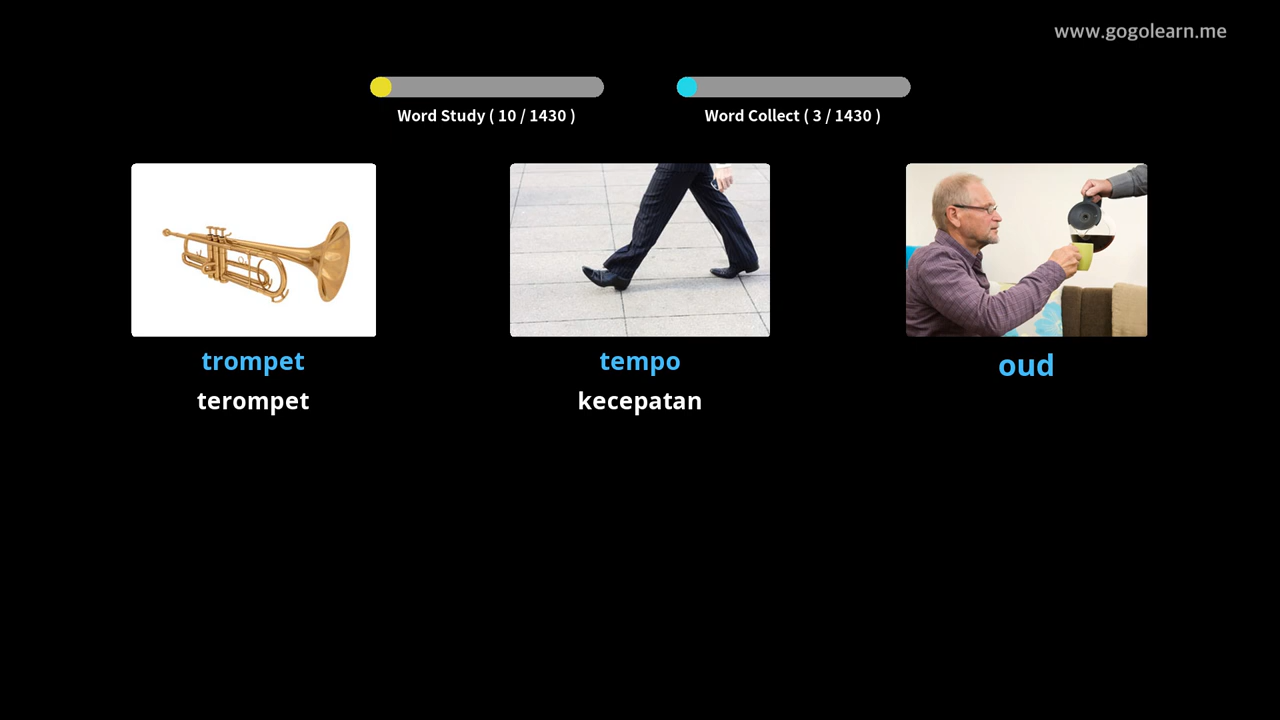 www.gogolearn.me
Word Study ( 10 / 1430 )
Word Collect ( 3 / 1430 )
trompet
terompet
tempo
kecepatan
oud